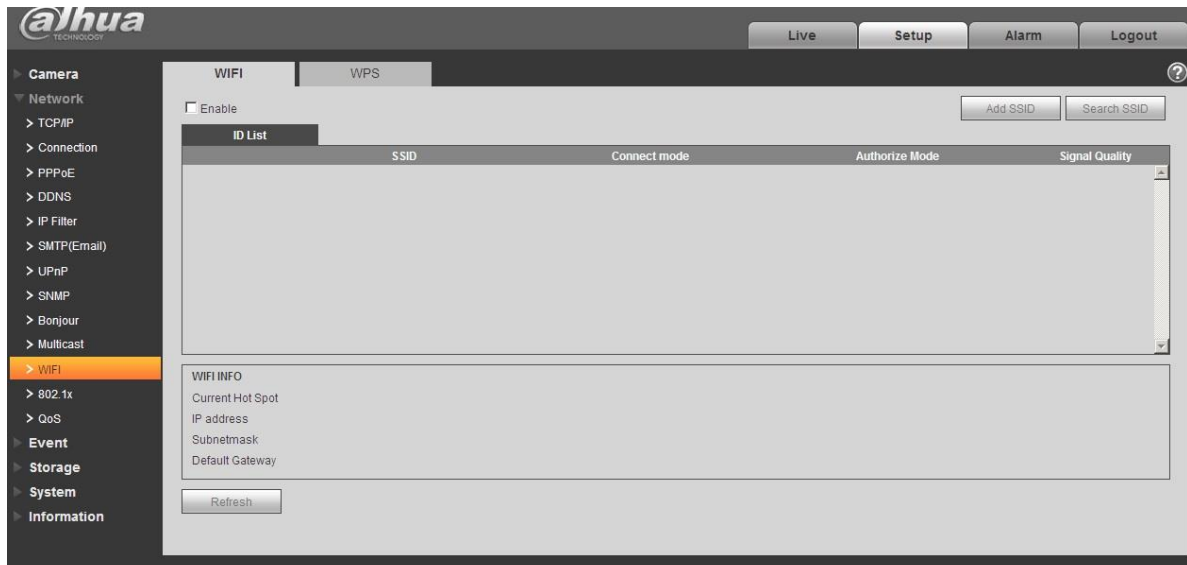 alhua
TECHNOLOGY
Live Setup Alarm Logout
Camera
Network
> TCP/IP
> Connection
> PPPoE
> DDNS
> IP Filter
> SMTP(Email)
> UPnP
> SNMP
> Bonjour
> Multicast
> WIFI
> 802.1x
> QoS
Event
Storage
System
Information
WIFI WPS
?
Enable
Add SSID Search SSID
ID List
SSID Connect mode Authorize Mode Signal Quality
WIFI INFO
Current Hot Spot
IP address
Subnetmask
Default Gateway
Refresh